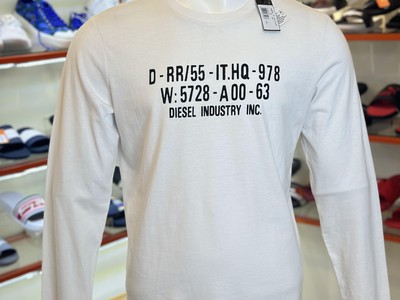 D-RR/55-IT.HQ-978
W:5728-A00-63
DIESEL INDUSTRY INC.